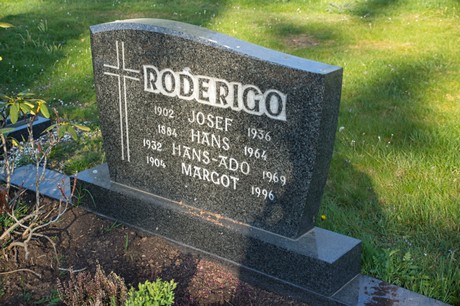 RODERIGO
1902 JOSEF 1936
1884 HANS 1964
1932 HANS-ADO 1969
1904 MARGOT 1996